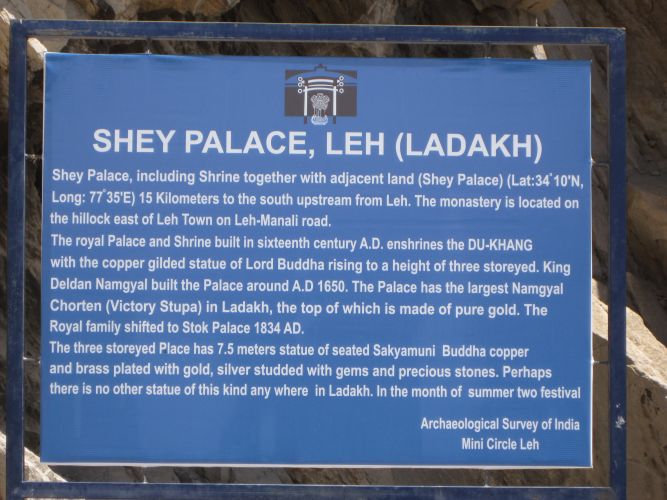 SHEY PALACE, LEH (LADAKH)
Shey Palace, including Shrine together with adjacent land (Shey Palace) (Lat:34°10'N,
Long: 77°35'E) 15 Kilometers to the south upstream from Leh. The monastery is located on
the hillock east of Leh Town on Leh-Manali road.
The royal Palace and Shrine built in sixteenth century A.D. enshrines the DU-KHANG
with the copper gilded statue of Lord Buddha rising to a height of three storeyed. King
Deldan Namgyal built the Palace around A.D 1650. The Palace has the largest Namgyal
Chorten (Victory Stupa) in Ladakh, the top of which is made of pure gold. The
Royal family shifted to Stok Palace 1834 AD.
The three storeyed Place has 7.5 meters statue of seated Sakyamuni Buddha copper
and brass plated with gold, silver studded with gems and precious stones. Perhaps
there is no other statue of this kind any where in Ladakh. In the month of summer two festival
Archaeological Survey of India
Mini Circle Leh